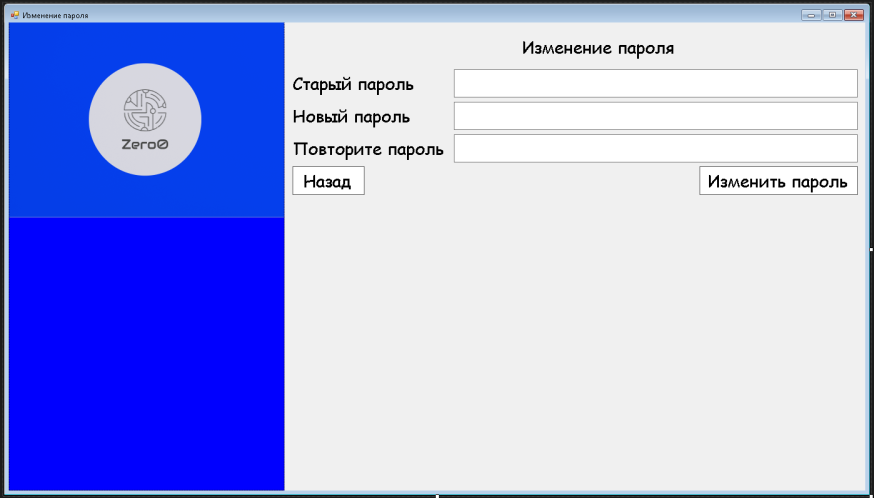 Изменение пароля
Zero0
Изменение пароля
Старый пароль
Новый пароль
Повторите пароль
Назад
Изменить пароль